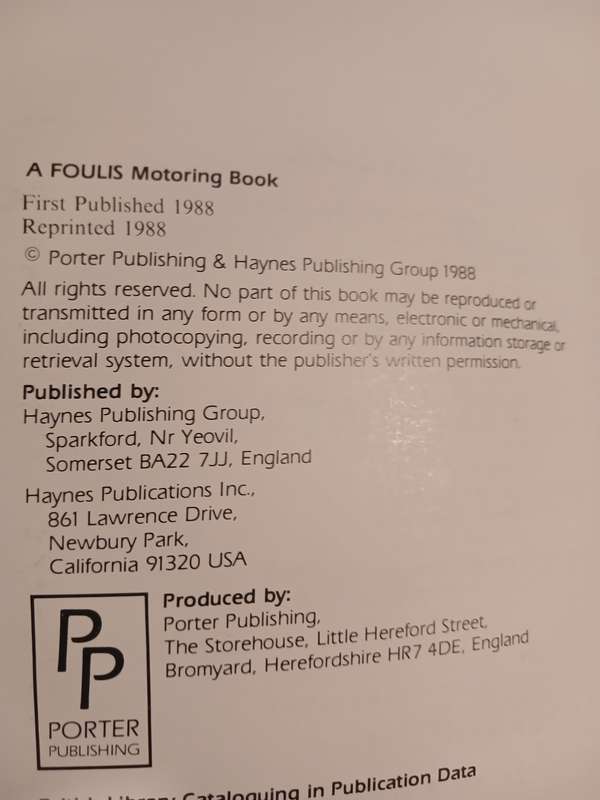 A FOULIS Motoring Book
First Published 1988
Reprinted 1988
© Porter Publishing & Haynes Publishing Group 1988
All rights reserved. No part of this book may be reproduced or
transmitted in any form or by any means, electronic or mechanical,
including photocopying, recording or by any information storage or
retrieval system, without the publisher's written permission.
Published by:
Haynes Publishing Group,
Sparkford, Nr Yeovil,
Somerset BA22 7JJ, England
Haynes Publications Inc.,
861 Lawrence Drive,
Newbury Park,
California 91320 USA
Produced by:
Porter Publishing,
The Storehouse, Little Hereford Street,
Bromyard, Herefordshire HR7 4DE, England
PP
PORTER
PUBLISHING
British Library Cataloguing in Publication Data